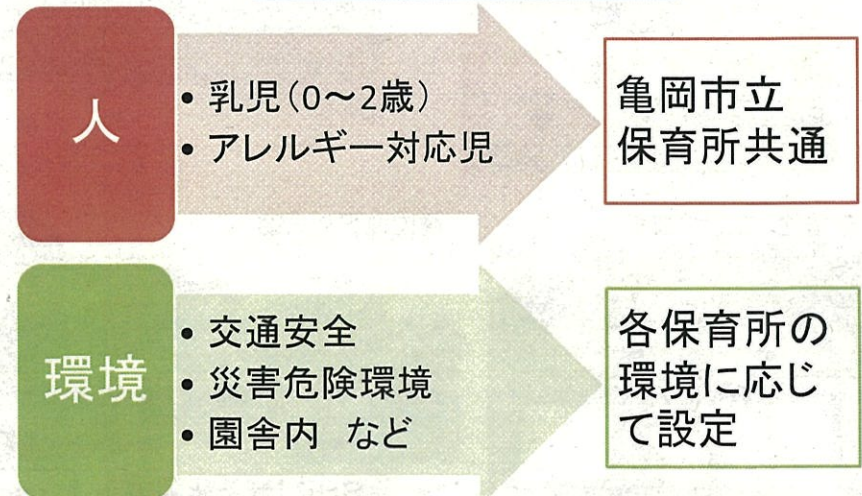 人
• 乳児（0～2歳）
• アレルギー対応児
亀岡市立
保育所共通
環境
• 交通安全
• 災害危険環境
• 園舎内　など
各保育所の
環境に応じ
て設定